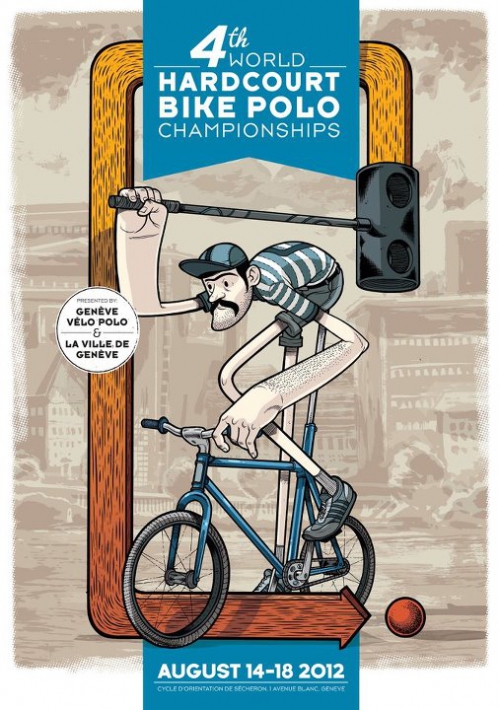 4th
WORLD
HARDCOURT
BIKE POLO
CHAMPIONSHIPS
PRESENTED BY:
GENÈVE
VÉLO POLO
&
LA VILLE DE
GENÈVE
AUGUST 14-18 2012
CYCLE D'ORIENTATION DE SÉCHERON, 1 AVENUE BLANC, GENÈVE